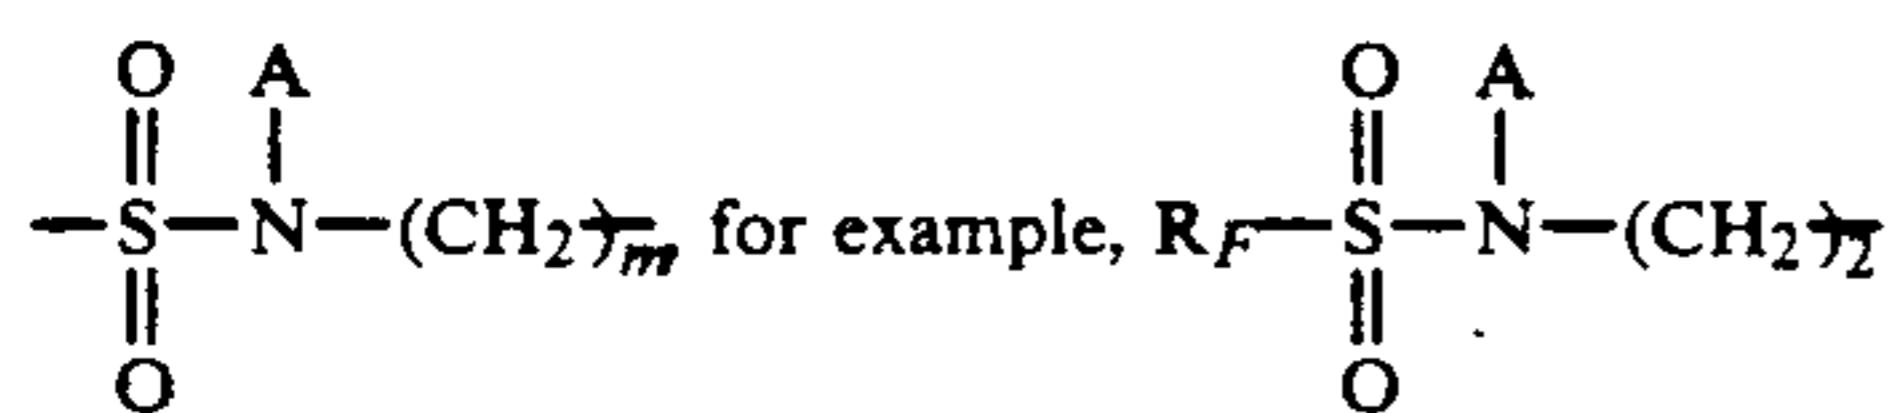 O A O A
—S—N—(CH2)m for example, RF—S—N—(CH2)2—
O O